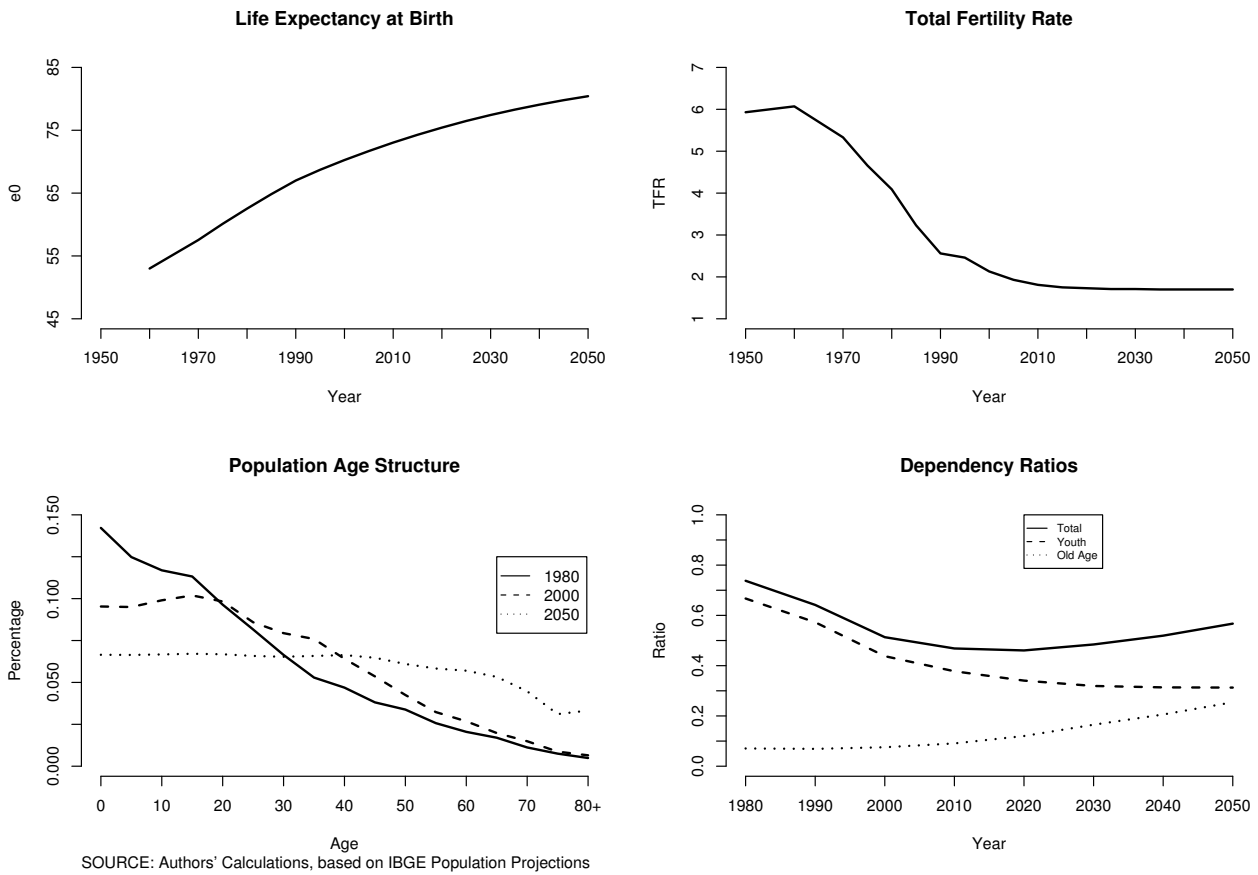 Life Expectancy at Birth
85
75
65
55
45
e0
1950 1970 1990 2010 2030 2050
Year
Total Fertility Rate
7
6
5
4
3
2
1
TFR
1950 1970 1990 2010 2030 2050
Year
Population Age Structure
0.150
0.100
0.050
0.000
Percentage
1980
2000
2050
0 10 20 30 40 50 60 70 80+
Age
SOURCE: Authors' Calculations, based on IBGE Population Projections
Dependency Ratios
1.0
0.8
0.6
0.4
0.2
0.0
Ratio
Total
Youth
Old Age
1980 1990 2000 2010 2020 2030 2040 2050
Year